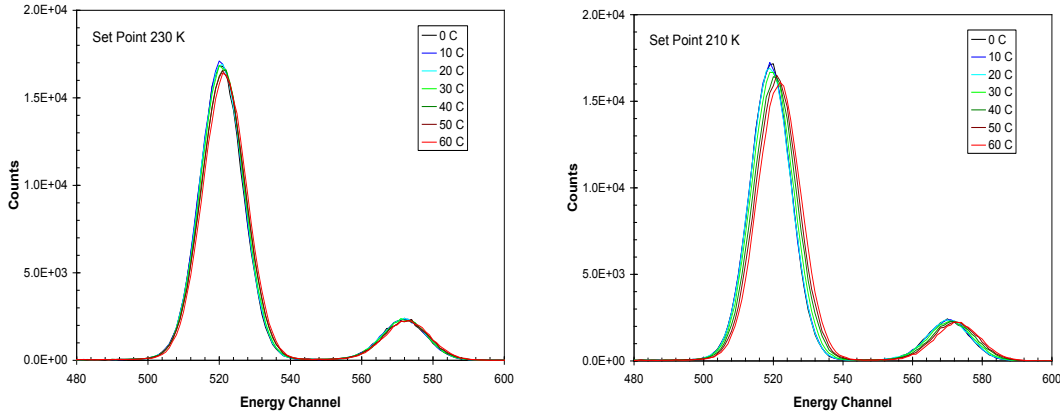 Set Point 230 K
0 C
10 C
20 C
30 C
40 C
50 C
60 C
2.0E+04
1.5E+04
1.0E+04
5.0E+03
0.0E+00
Counts
480
500
520
540
560
580
600
Energy Channel
Set Point 210 K
0 C
10 C
20 C
30 C
40 C
50 C
60 C
2.0E+04
1.5E+04
1.0E+04
5.0E+03
0.0E+00
Counts
480
500
520
540
560
580
600
Energy Channel